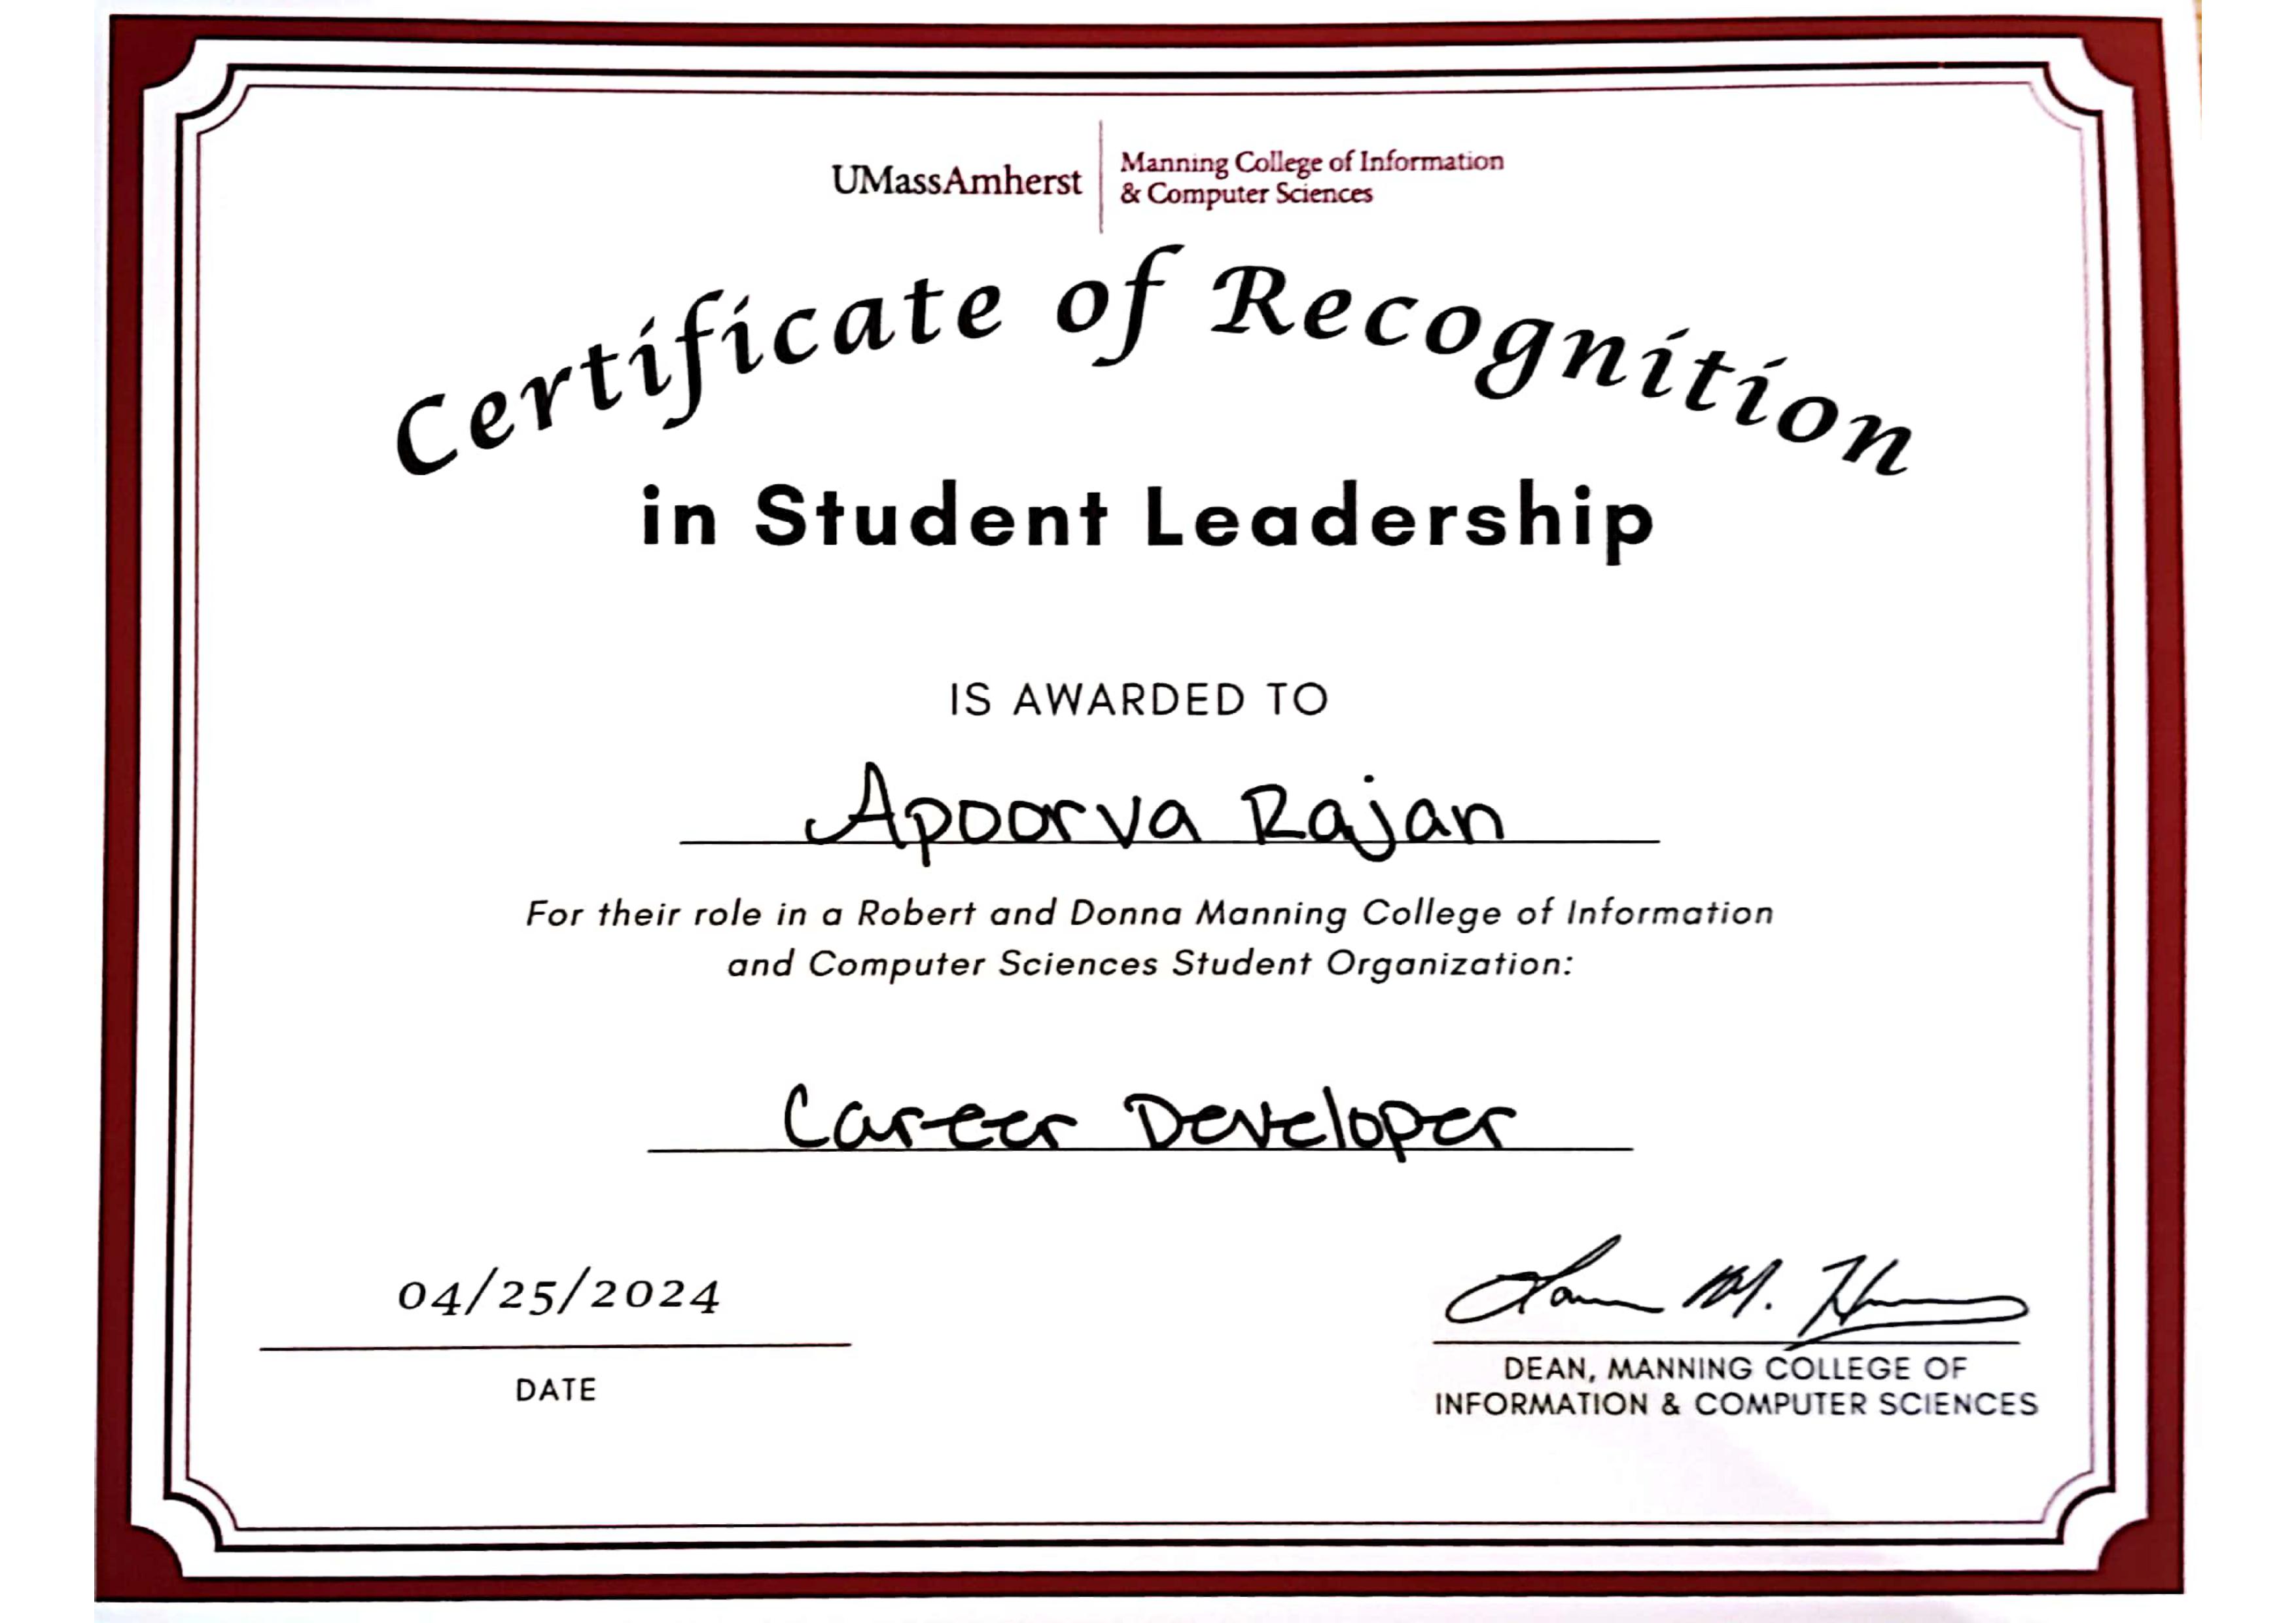 UMassAmherst
Manning College of Information
& Computer Sciences
Certificate of Recognition
in Student Leadership
IS AWARDED TO
Apoorva Rajan
For their role in a Robert and Donna Manning College of Information
and Computer Sciences Student Organization:
Career Developer
04/25/2024
DATE
DEAN, MANNING COLLEGE OF
INFORMATION & COMPUTER SCIENCES